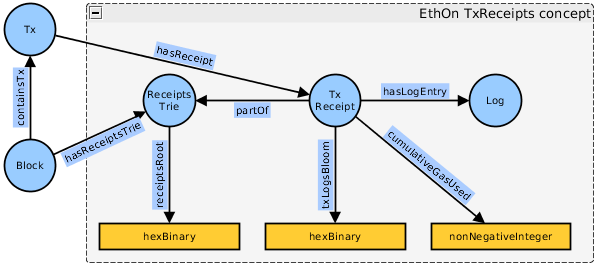 EthOn TxReceipts concept
Tx
hasReceipt
containsTx
Receipts
Trie
partOf
Tx
Receipt
hasLogEntry
Log
Block
hasReceiptsTrie
receiptsRoot
txLogsBloom
cumulativeGasUsed
hexBinary
hexBinary
nonNegativeInteger